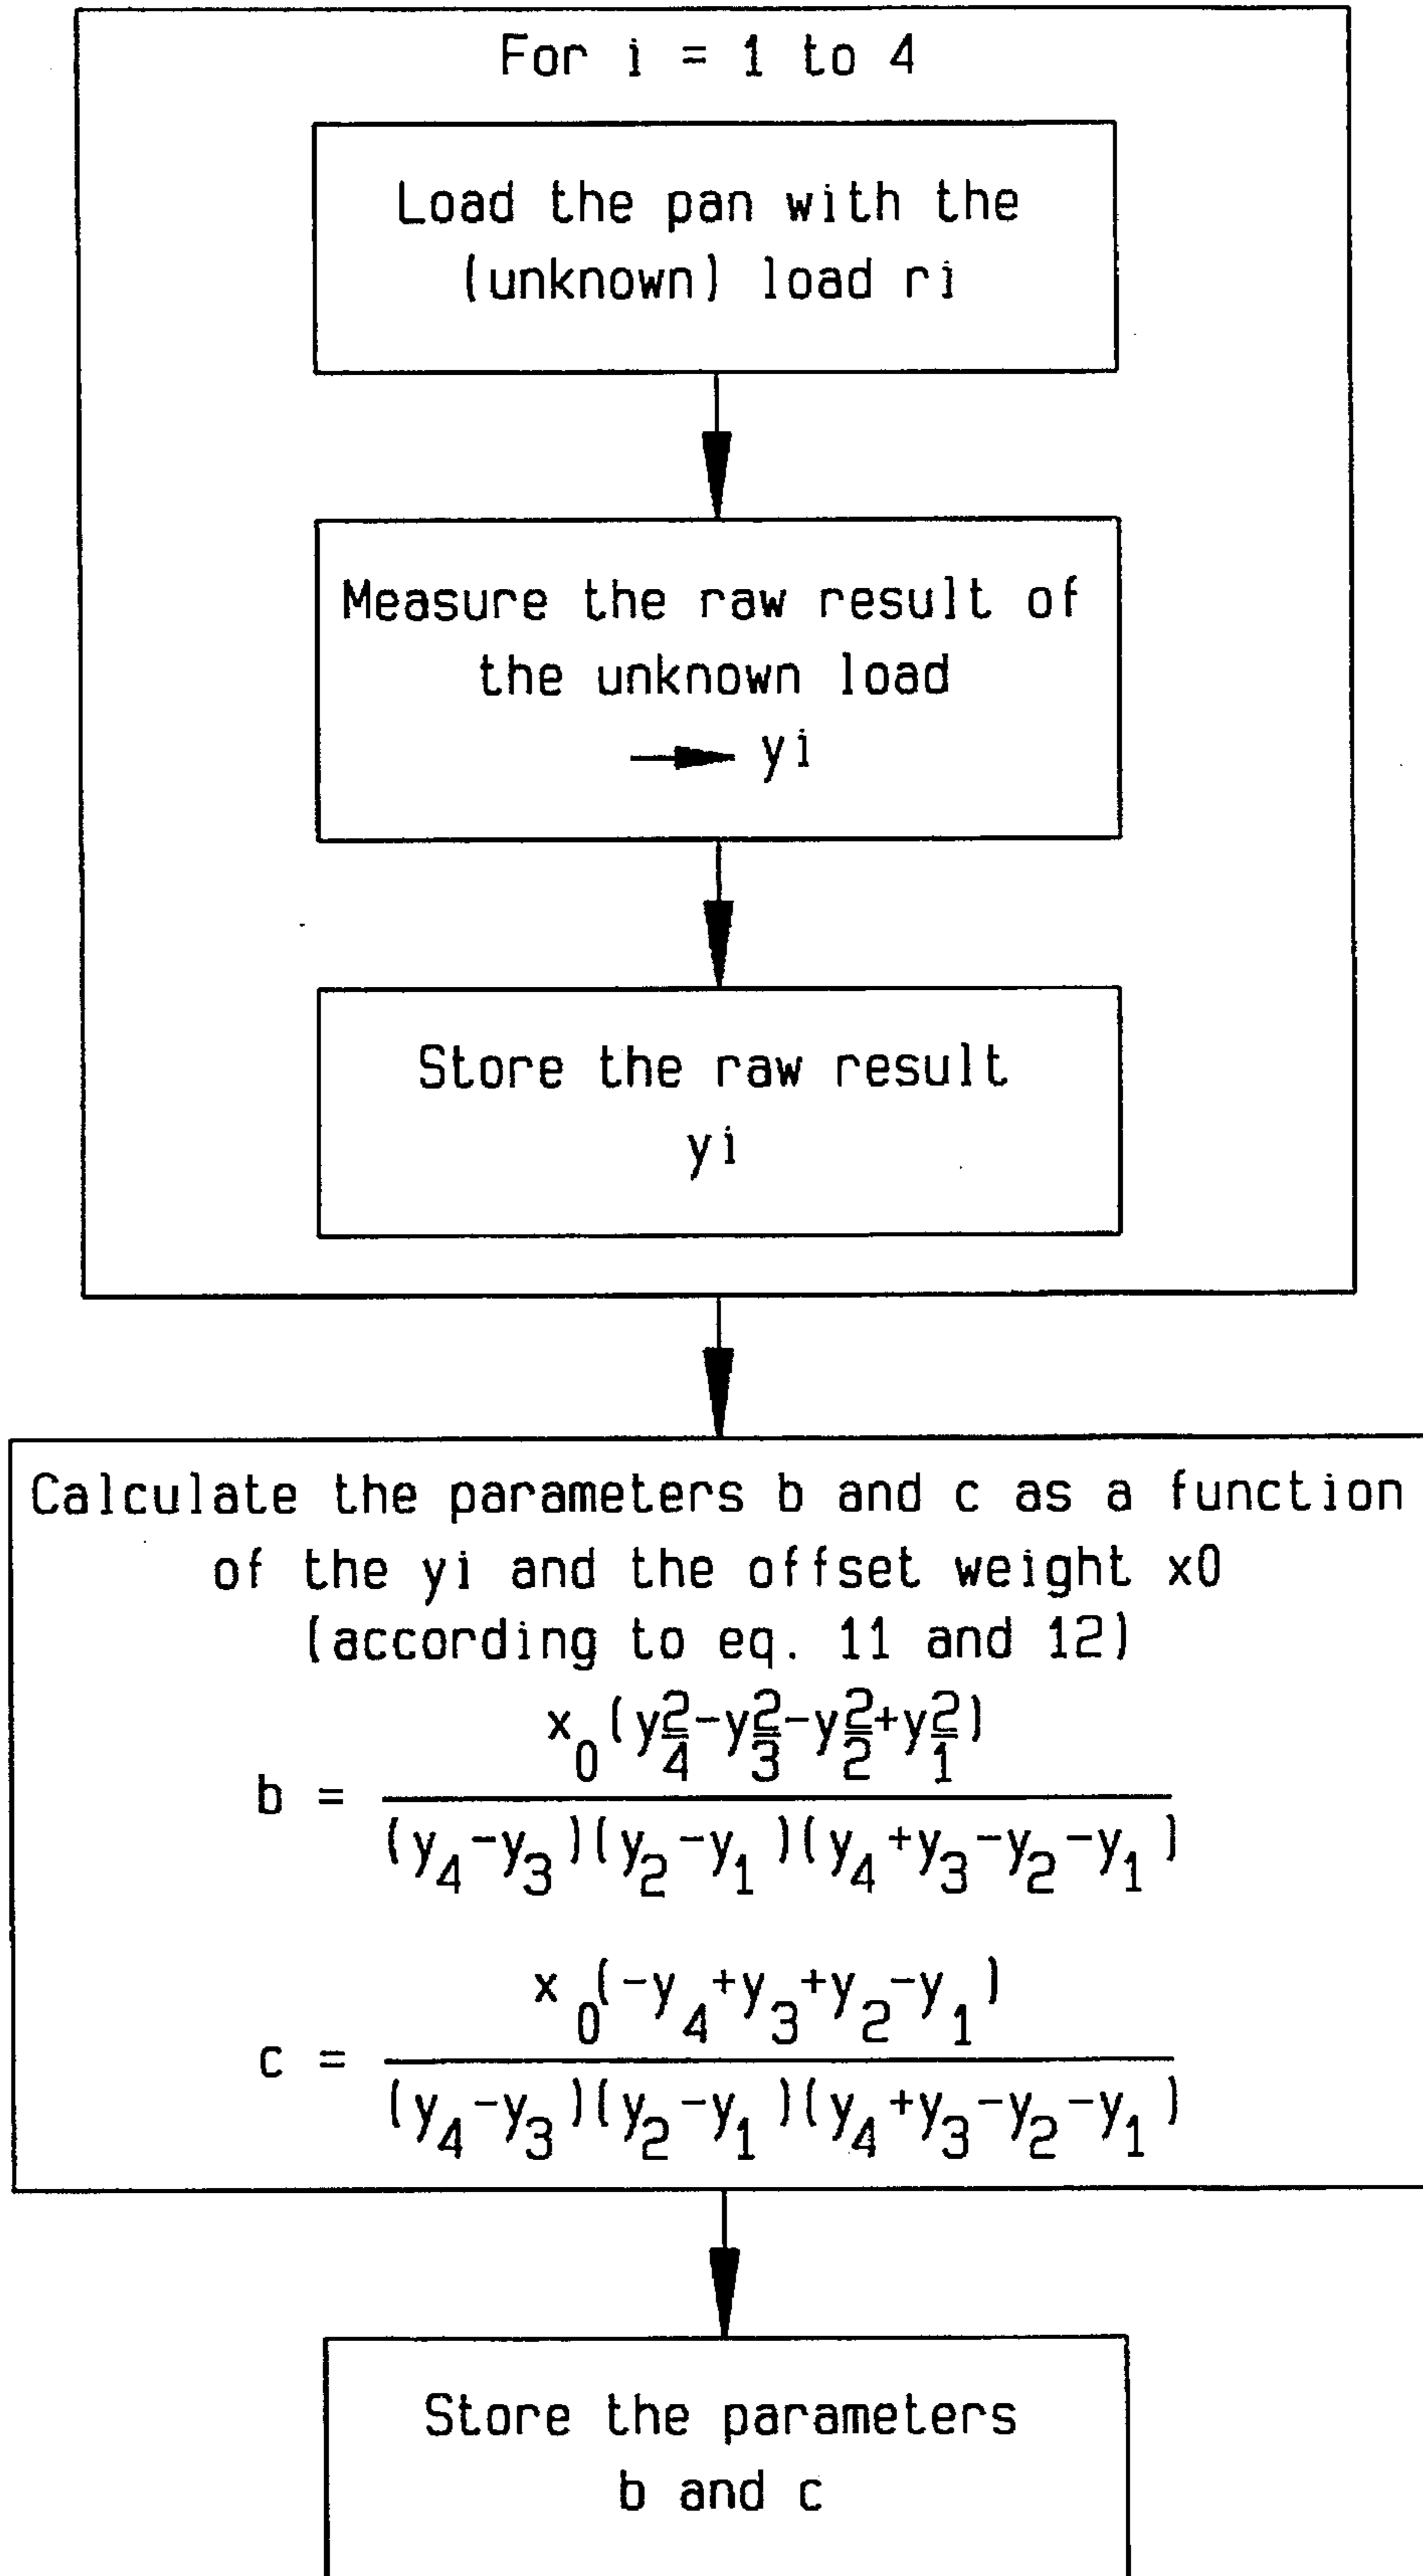 For i = 1 to 4
Load the pan with the
(unknown) load ri
Measure the raw result of
the unknown load
→ yi
Store the raw result
yi
Calculate the parameters b and c as a function
of the yi and the offset weight x0
(according to eq. 11 and 12)
b = x₀(y₄²-y₃²-y₂²+y₁²) / (y₄-y₃)(y₂-y₁)(y₄+y₃-y₂-y₁)
c = x₀(-y₄+y₃+y₂-y₁) / (y₄-y₃)(y₂-y₁)(y₄+y₃-y₂-y₁)
Store the parameters
b and c